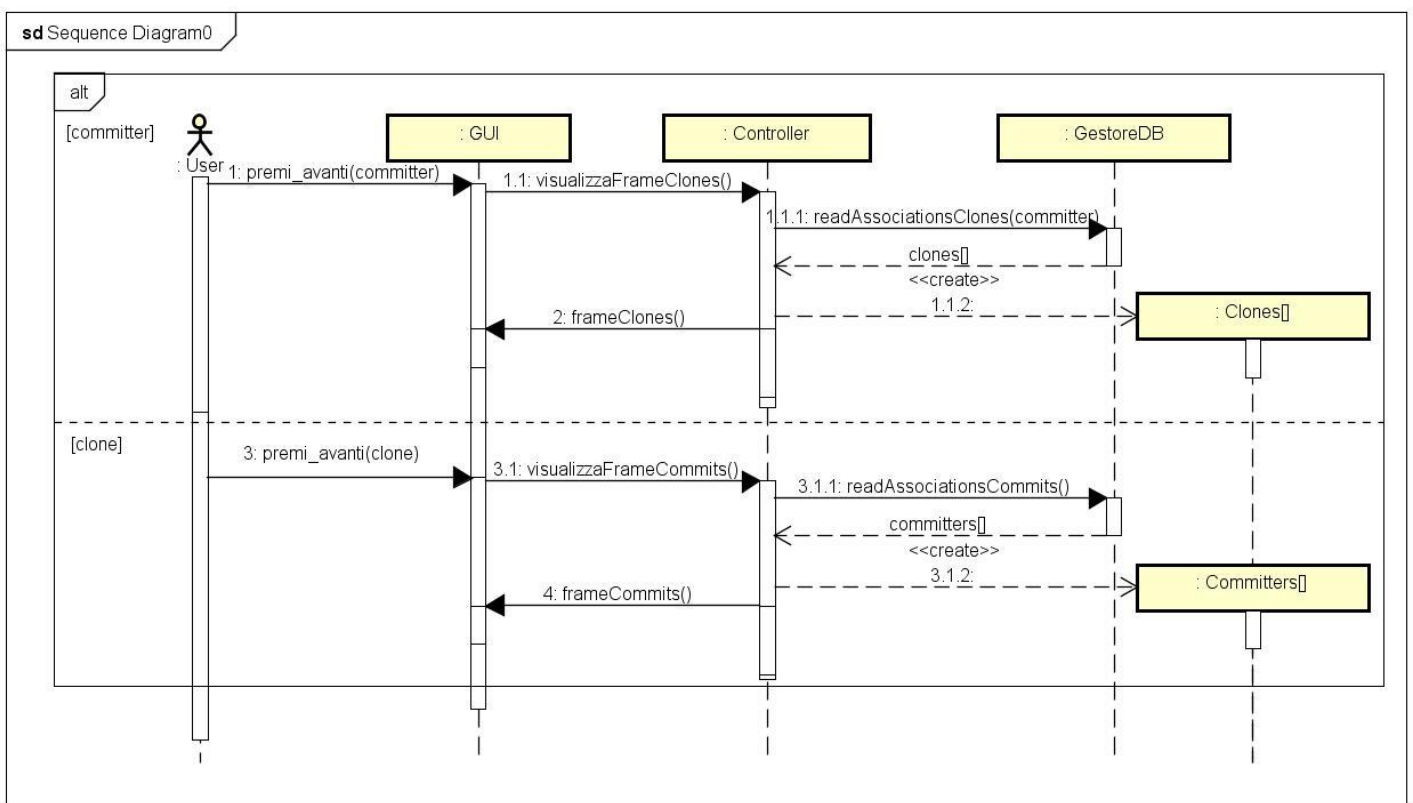 sd Sequence Diagram0
alt
[committer]
: User
: GUI
: Controller
: GestoreDB
1: premi_avanti(committer)
1.1: visualizzaFrameClones()
1.1.1: readAssociationsClones(committer)
clones[]
<<create>>
1.1.2:
: Clones[]
2: frameClones()
[clone]
3: premi_avanti(clone)
3.1: visualizzaFrameCommits()
3.1.1: readAssociationsCommits()
committers[]
<<create>>
3.1.2:
: Committers[]
4: frameCommits()